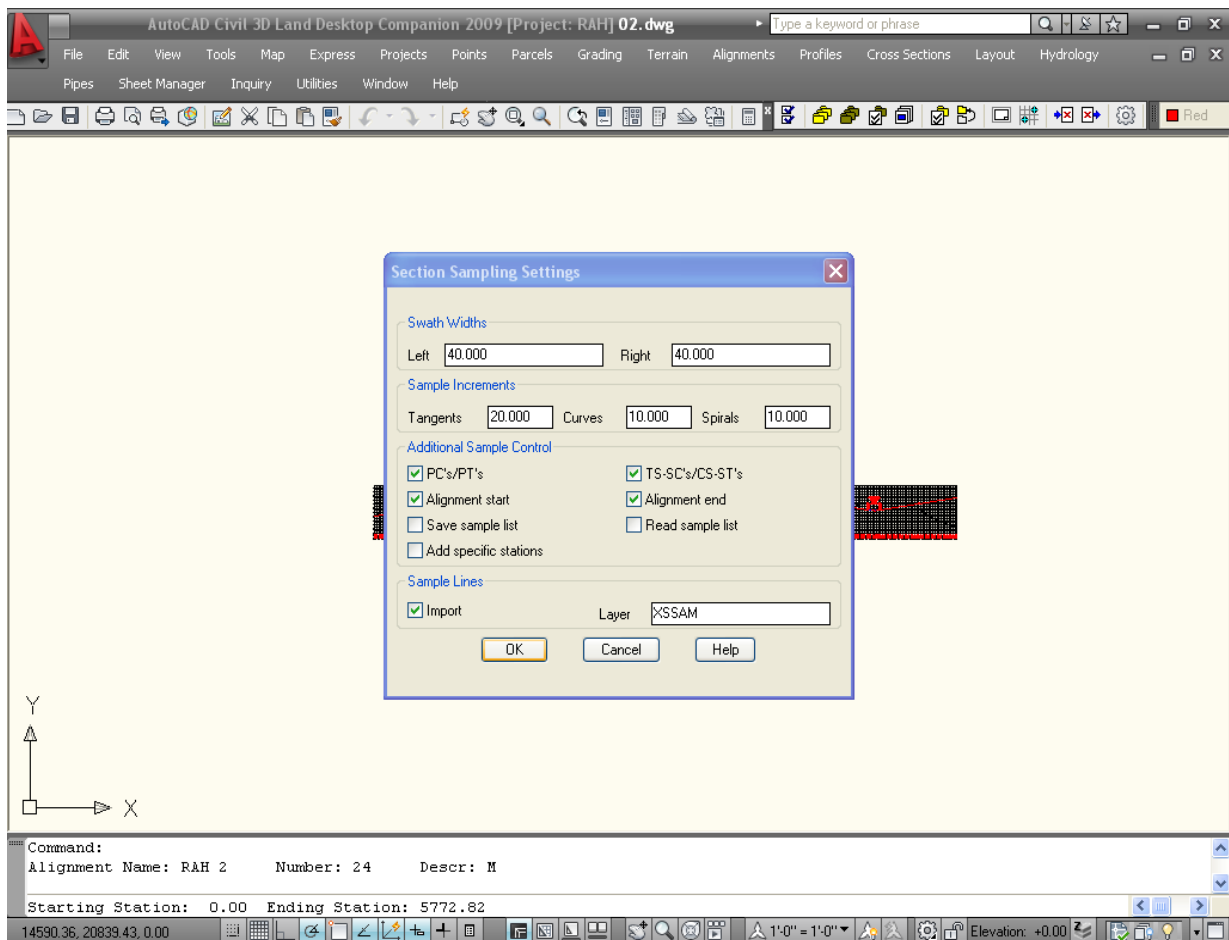 AutoCAD Civil 3D Land Desktop Companion 2009 [Project: RAH] 02.dwg
Type a keyword or phrase
File Edit View Tools Map Express Projects Points Parcels Grading Terrain Alignments Profiles Cross Sections Layout Hydrology
Pipes Sheet Manager Inquiry Utilities Window Help
Red
Section Sampling Settings
Swath Widths
Left 40.000 Right 40.000
Sample Increments
Tangents 20.000 Curves 10.000 Spirals 10.000
Additional Sample Control
PC's/PT's TS-SC's/CS-ST's
Alignment start Alignment end
Save sample list Read sample list
Add specific stations
Sample Lines
Import Layer XSSAM
OK Cancel Help
Y
X
Command:
Alignment Name: RAH 2 Number: 24 Descr: M
Starting Station: 0.00 Ending Station: 5772.82
14590.36, 20839.43, 0.00 1'-0" = 1'-0" Elevation: +0.00